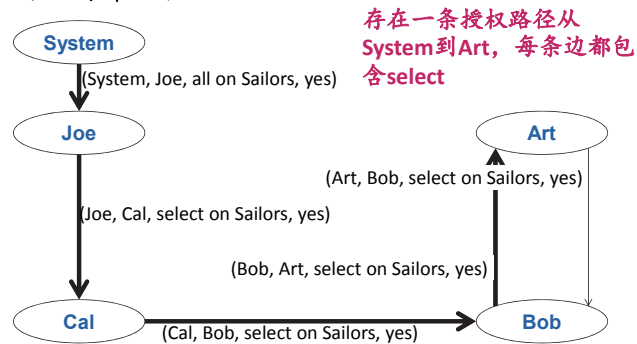 存在一条授权路径从
System到Art，每条边都包
含select
System
(System, Joe, all on Sailors, yes)
Joe
Art
(Art, Bob, select on Sailors, yes)
(Joe, Cal, select on Sailors, yes)
(Bob, Art, select on Sailors, yes)
Cal
Bob
(Cal, Bob, select on Sailors, yes)